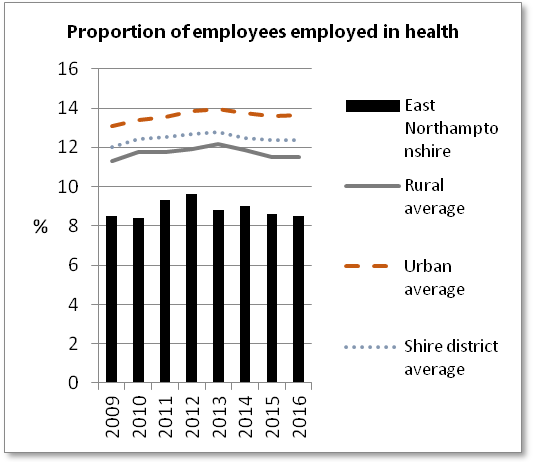 Proportion of employees employed in health
16
14
12
10
8
6
4
2
0
%
2009
2010
2011
2012
2013
2014
2015
2016
East
Northampto
nshire
Rural
average
Urban
average
Shire district
average